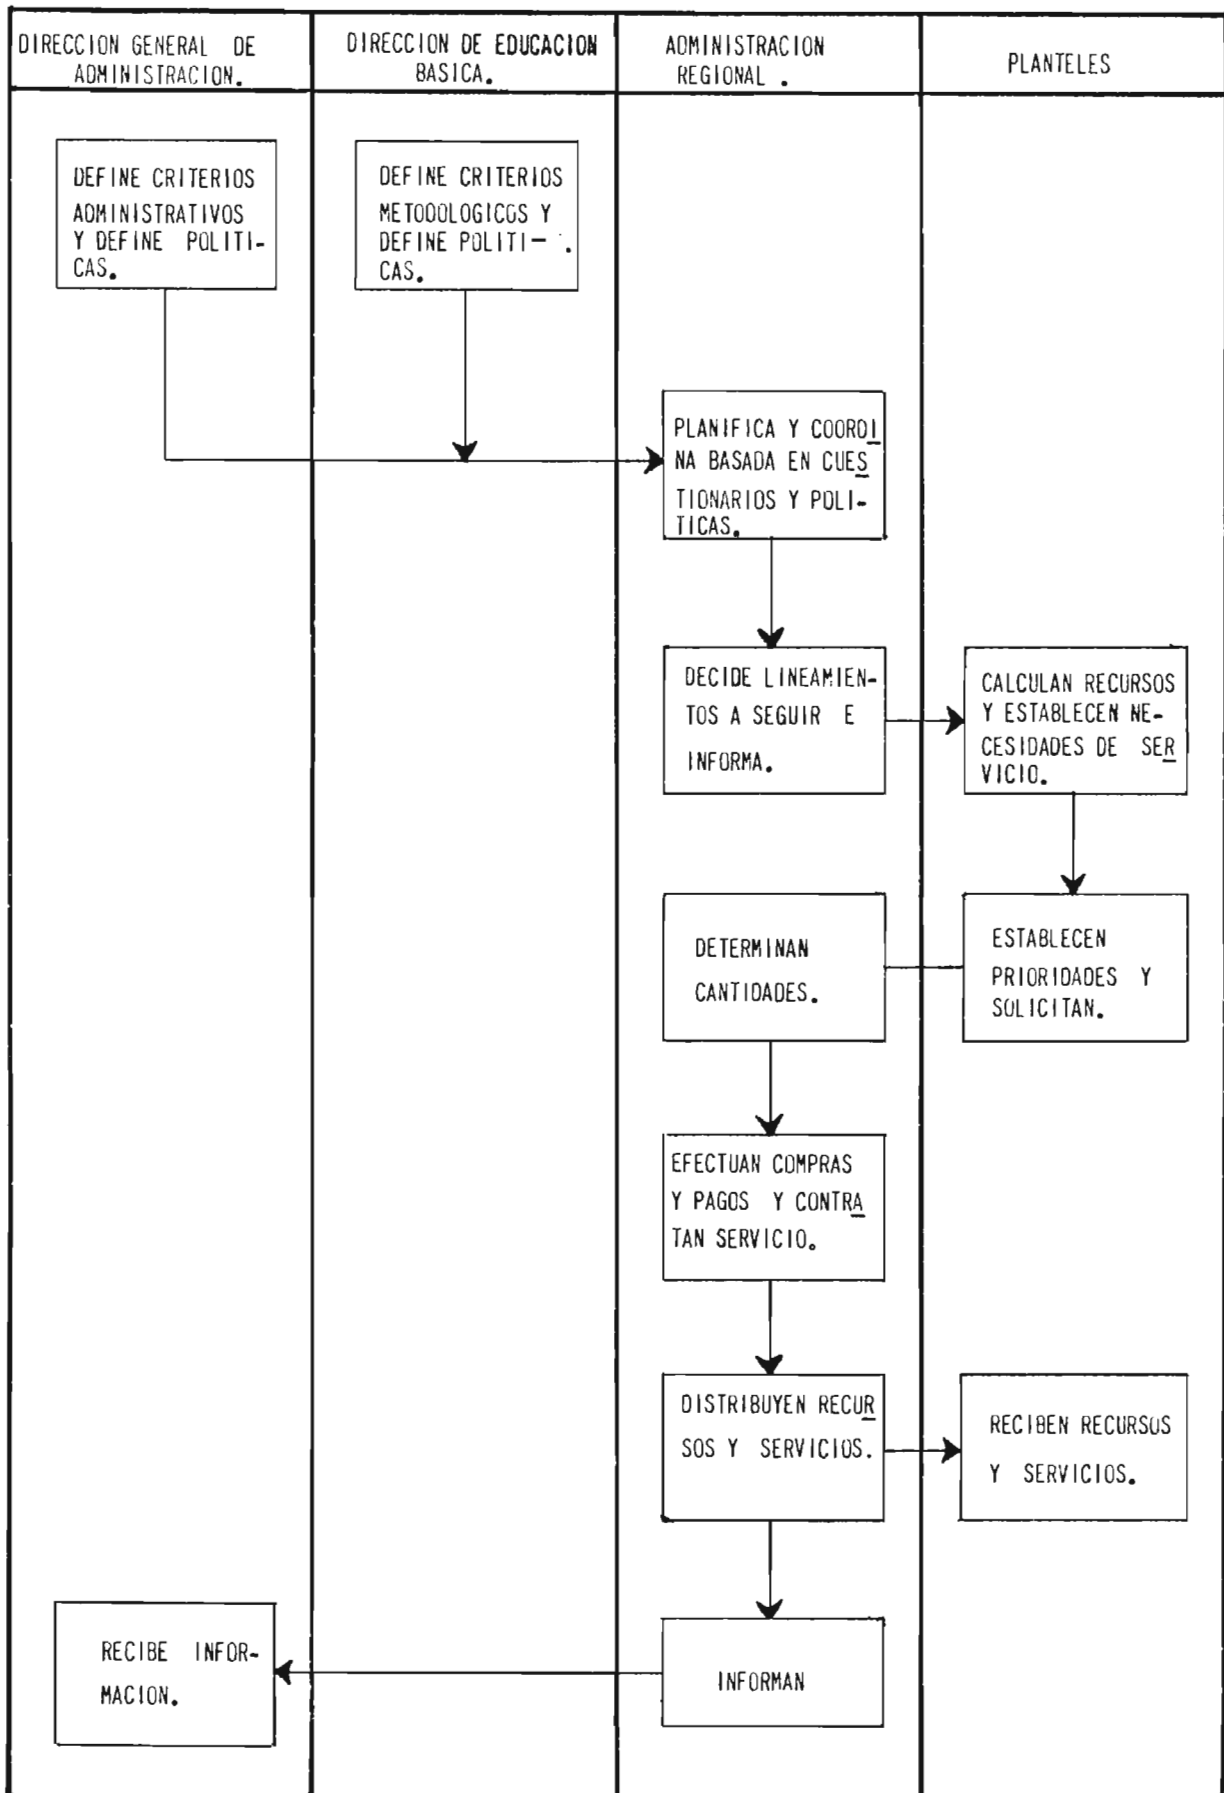 DIRECCION GENERAL DE
ADMINISTRACION.
DIRECCION DE EDUCACION
BASICA.
ADMINISTRACION
REGIONAL .
PLANTELES
DEFINE CRITERIOS
ADMINISTRATIVOS
Y DEFINE POLITI-
CAS.
DEFINE CRITERIOS
METODOLOGICOS Y
DEFINE POLITI- .
CAS.
PLANIFICA Y COORDI
NA BASADA EN CUES
TIONARIOS Y POLI-
TICAS.
DECIDE LINEAMIEN-
TOS A SEGUIR E
INFORMA.
CALCULAN RECURSOS
Y ESTABLECEN NE-
CESIDADES DE SER
VICIO.
DETERMINAN
CANTIDADES.
ESTABLECEN
PRIORIDADES Y
SOLICITAN.
EFECTUAN COMPRAS
Y PAGOS Y CONTRA
TAN SERVICIO.
DISTRIBUYEN RECUR
SOS Y SERVICIOS.
RECIBEN RECURSOS
Y SERVICIOS.
RECIBE INFOR-
MACION.
INFORMAN